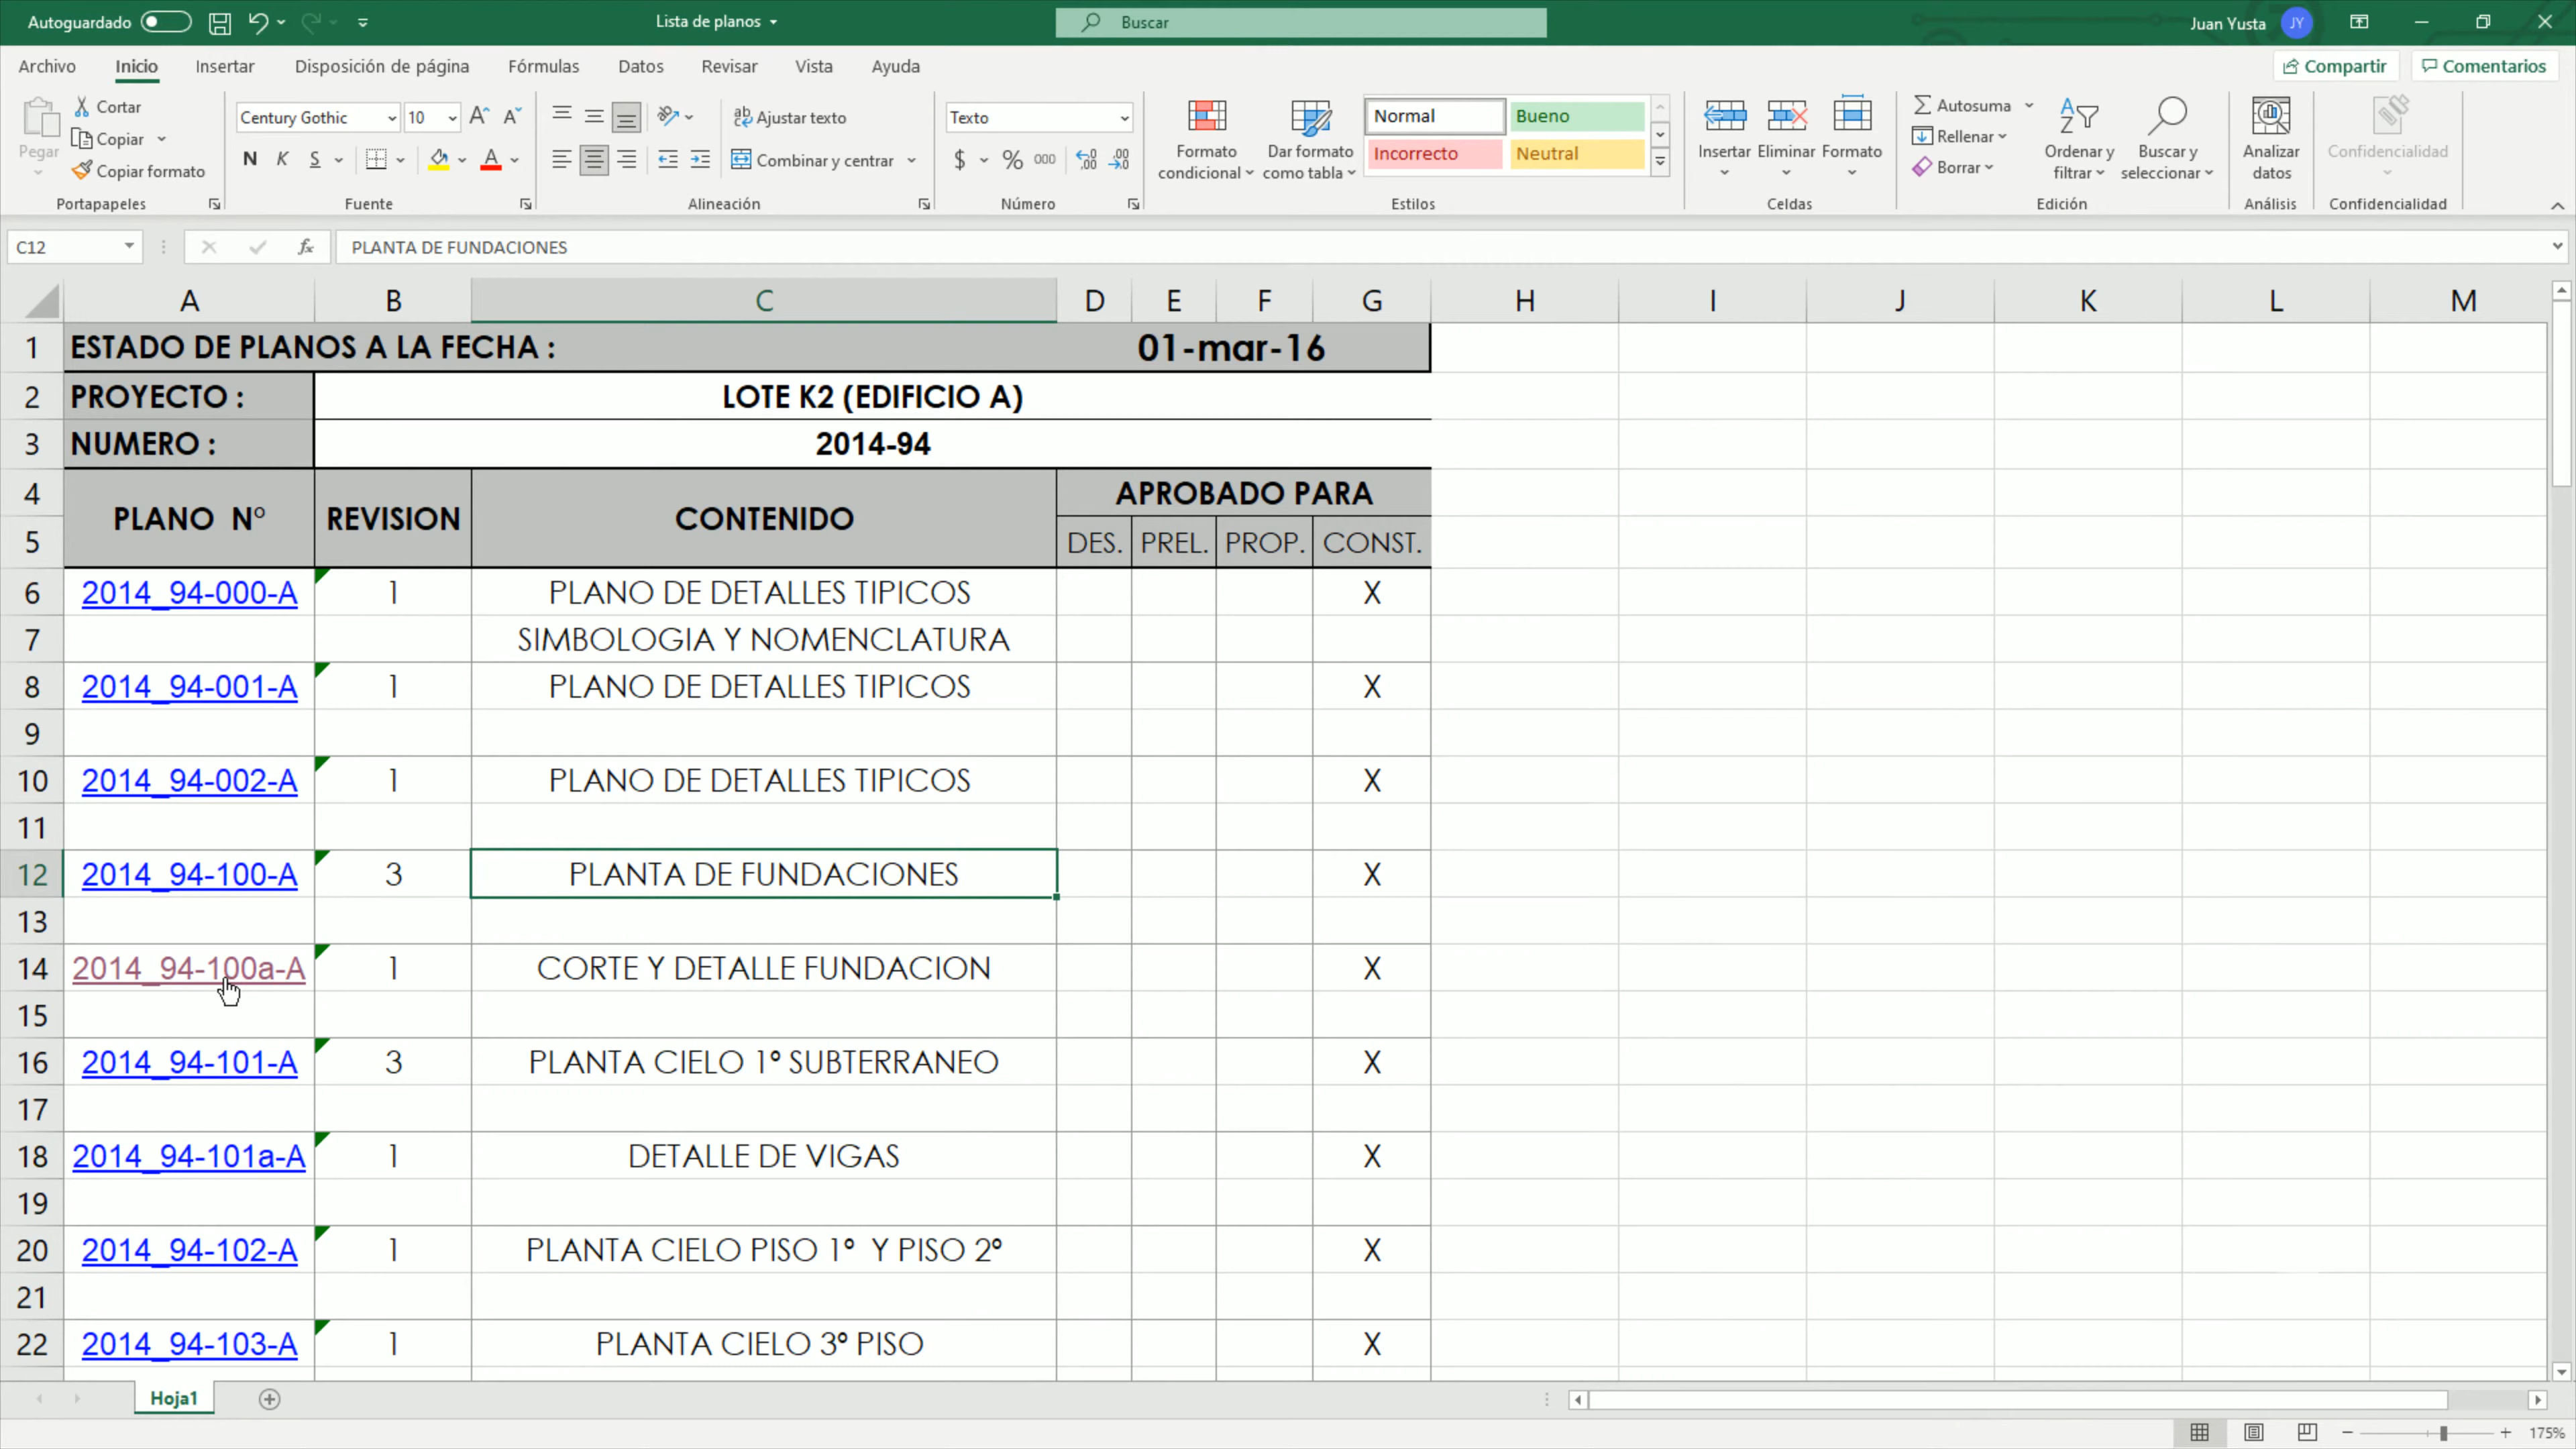 Autoguardado
Lista de planos
Buscar
Juan Yusta JY
Archivo Inicio Insertar Disposición de página Fórmulas Datos Revisar Vista Ayuda Compartir Comentarios
Pegar
Cortar
Copiar
Copiar formato
Portapapeles
Century Gothic 10
N K S
Fuente
Ajustar texto
Combinar y centrar
Alineación
Texto
$ % 000
Número
Formato condicional
Dar formato como tabla
Normal Bueno
Incorrecto Neutral
Estilos
Insertar Eliminar Formato
Celdas
Autosuma
Rellenar
Borrar
Ordenar y filtrar
Buscar y seleccionar
Edición
Analizar datos
Análisis
Confidencialidad
Confidencialidad
C12 fx PLANTA DE FUNDACIONES
A B C D E F G H I J K L M
1 ESTADO DE PLANOS A LA FECHA : 01-mar-16
2 PROYECTO : LOTE K2 (EDIFICIO A)
3 NUMERO : 2014-94
4 PLANO Nº REVISION CONTENIDO APROBADO PARA
5 DES. PREL. PROP. CONST.
6 2014_94-000-A 1 PLANO DE DETALLES TIPICOS X
7 SIMBOLOGIA Y NOMENCLATURA
8 2014_94-001-A 1 PLANO DE DETALLES TIPICOS X
9
10 2014_94-002-A 1 PLANO DE DETALLES TIPICOS X
11
12 2014_94-100-A 3 PLANTA DE FUNDACIONES X
13
14 2014_94-100a-A 1 CORTE Y DETALLE FUNDACION X
15
16 2014_94-101-A 3 PLANTA CIELO 1º SUBTERRANEO X
17
18 2014_94-101a-A 1 DETALLE DE VIGAS X
19
20 2014_94-102-A 1 PLANTA CIELO PISO 1º Y PISO 2º X
21
22 2014_94-103-A 1 PLANTA CIELO 3º PISO X
Hoja1
175%